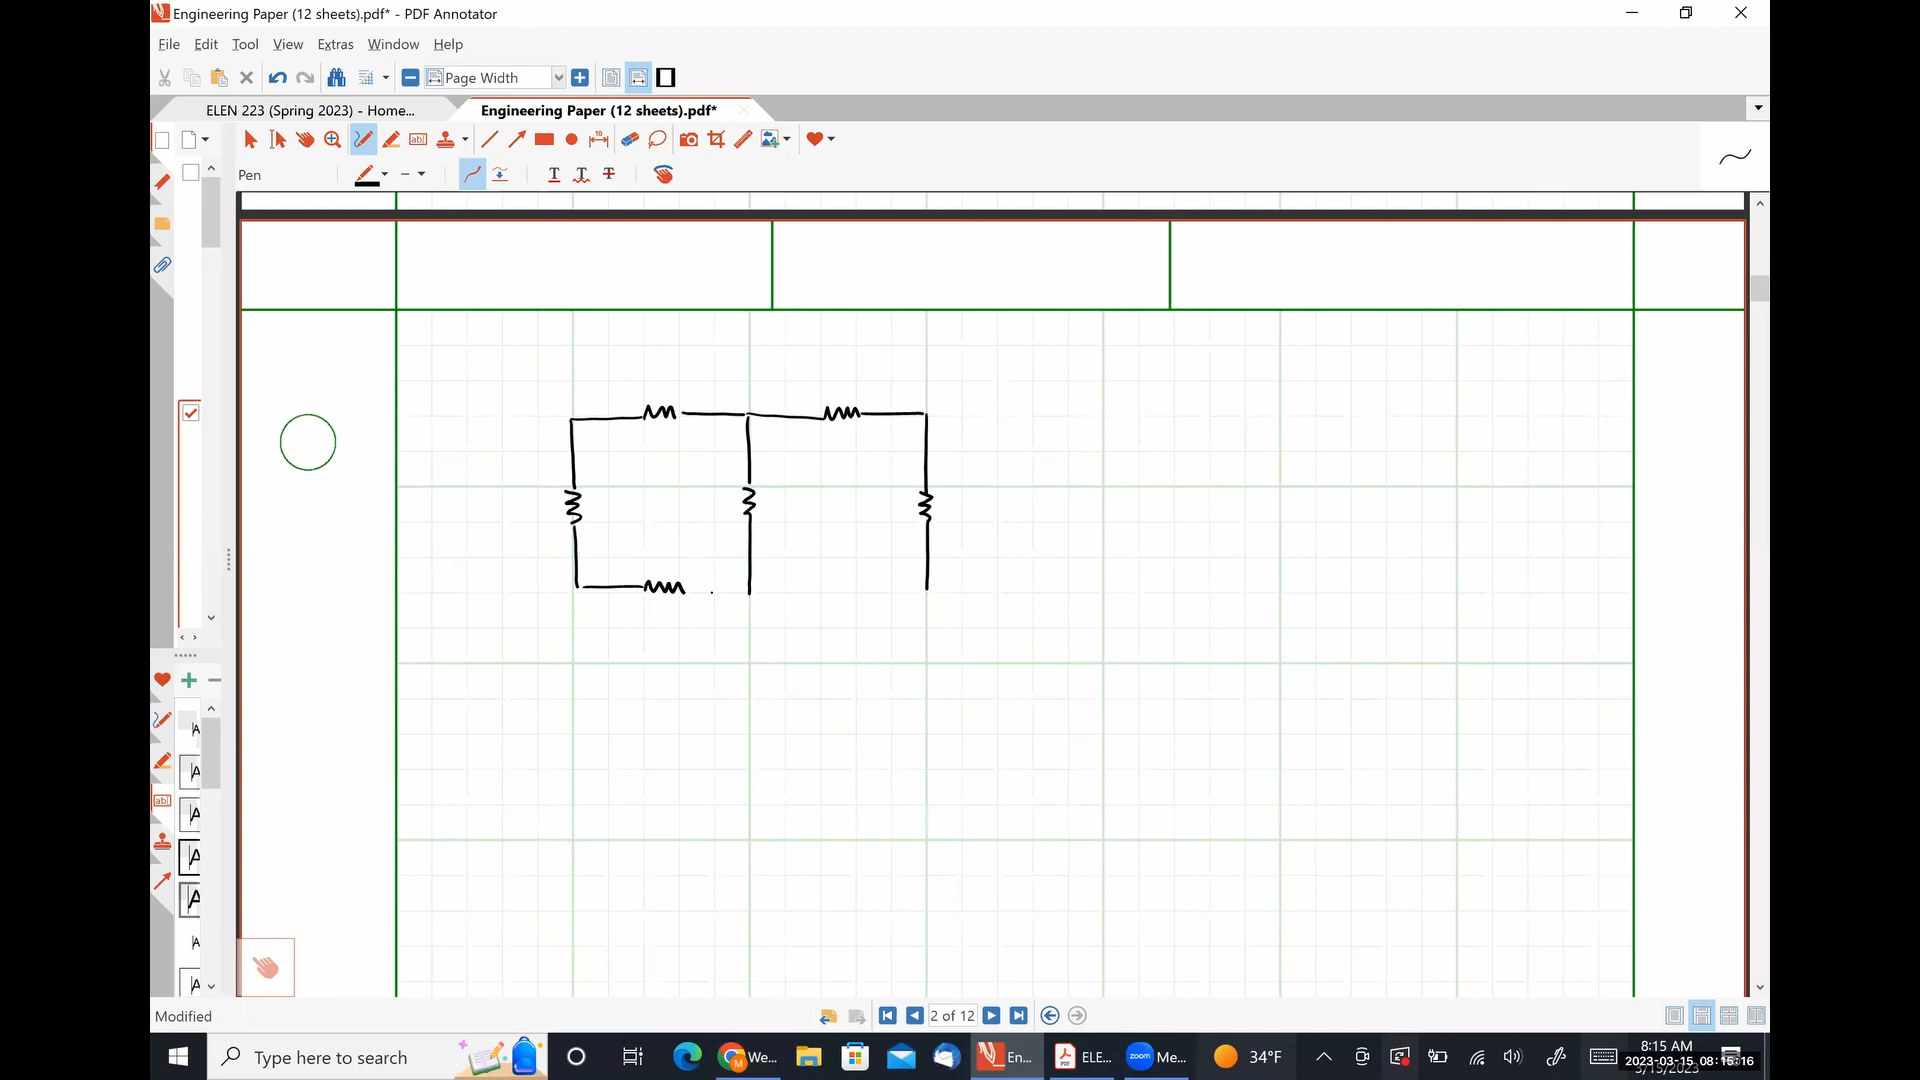 Engineering Paper (12 sheets).pdf* - PDF Annotator
File Edit Tool View Extras Window Help
Page Width
ELEN 223 (Spring 2023) - Home... Engineering Paper (12 sheets).pdf*
Pen
Modified
2 of 12
Type here to search
We...
En...
ELE...
zoom Me...
34°F
8:15 AM
2023-03-15 08:15:16